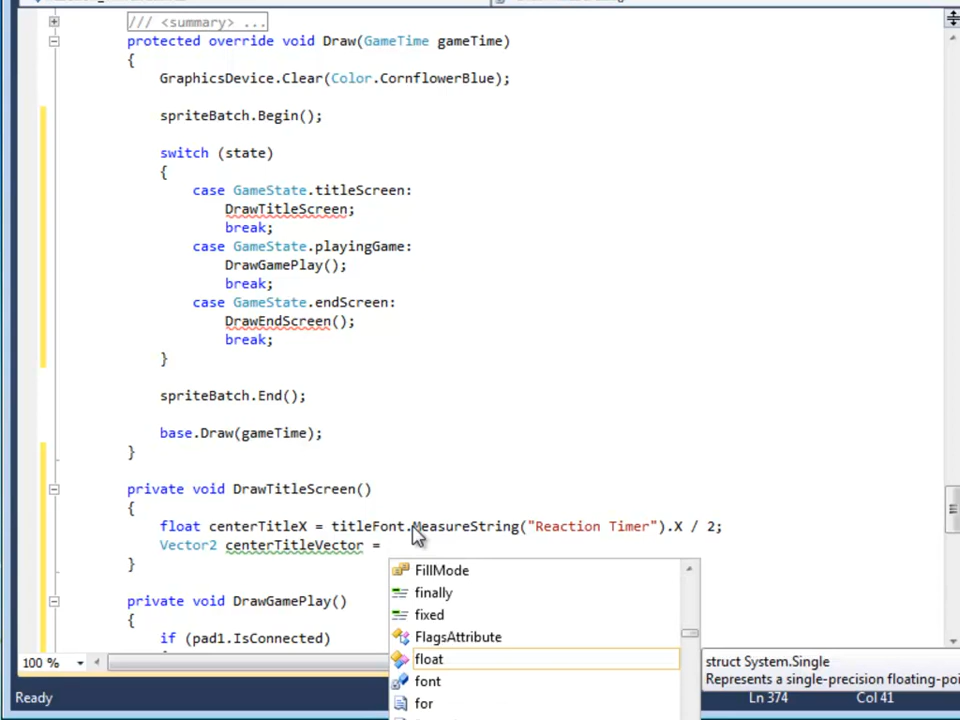 /// <summary> ...
protected override void Draw(GameTime gameTime)
{
GraphicsDevice.Clear(Color.CornflowerBlue);
spriteBatch.Begin();
switch (state)
{
case GameState.titleScreen:
DrawTitleScreen;
break;
case GameState.playingGame:
DrawGamePlay();
break;
case GameState.endScreen:
DrawEndScreen();
break;
}
spriteBatch.End();
base.Draw(gameTime);
}
private void DrawTitleScreen()
{
float centerTitleX = titleFont.MeasureString("Reaction Timer").X / 2;
Vector2 centerTitleVector =
}
FillMode
finally
fixed
FlagsAttribute
float
font
for
struct System.Single
Represents a single-precision floating-poi
private void DrawGamePlay()
{
if (pad1.IsConnected)
100 %
Ready
Ln 374
Col 41